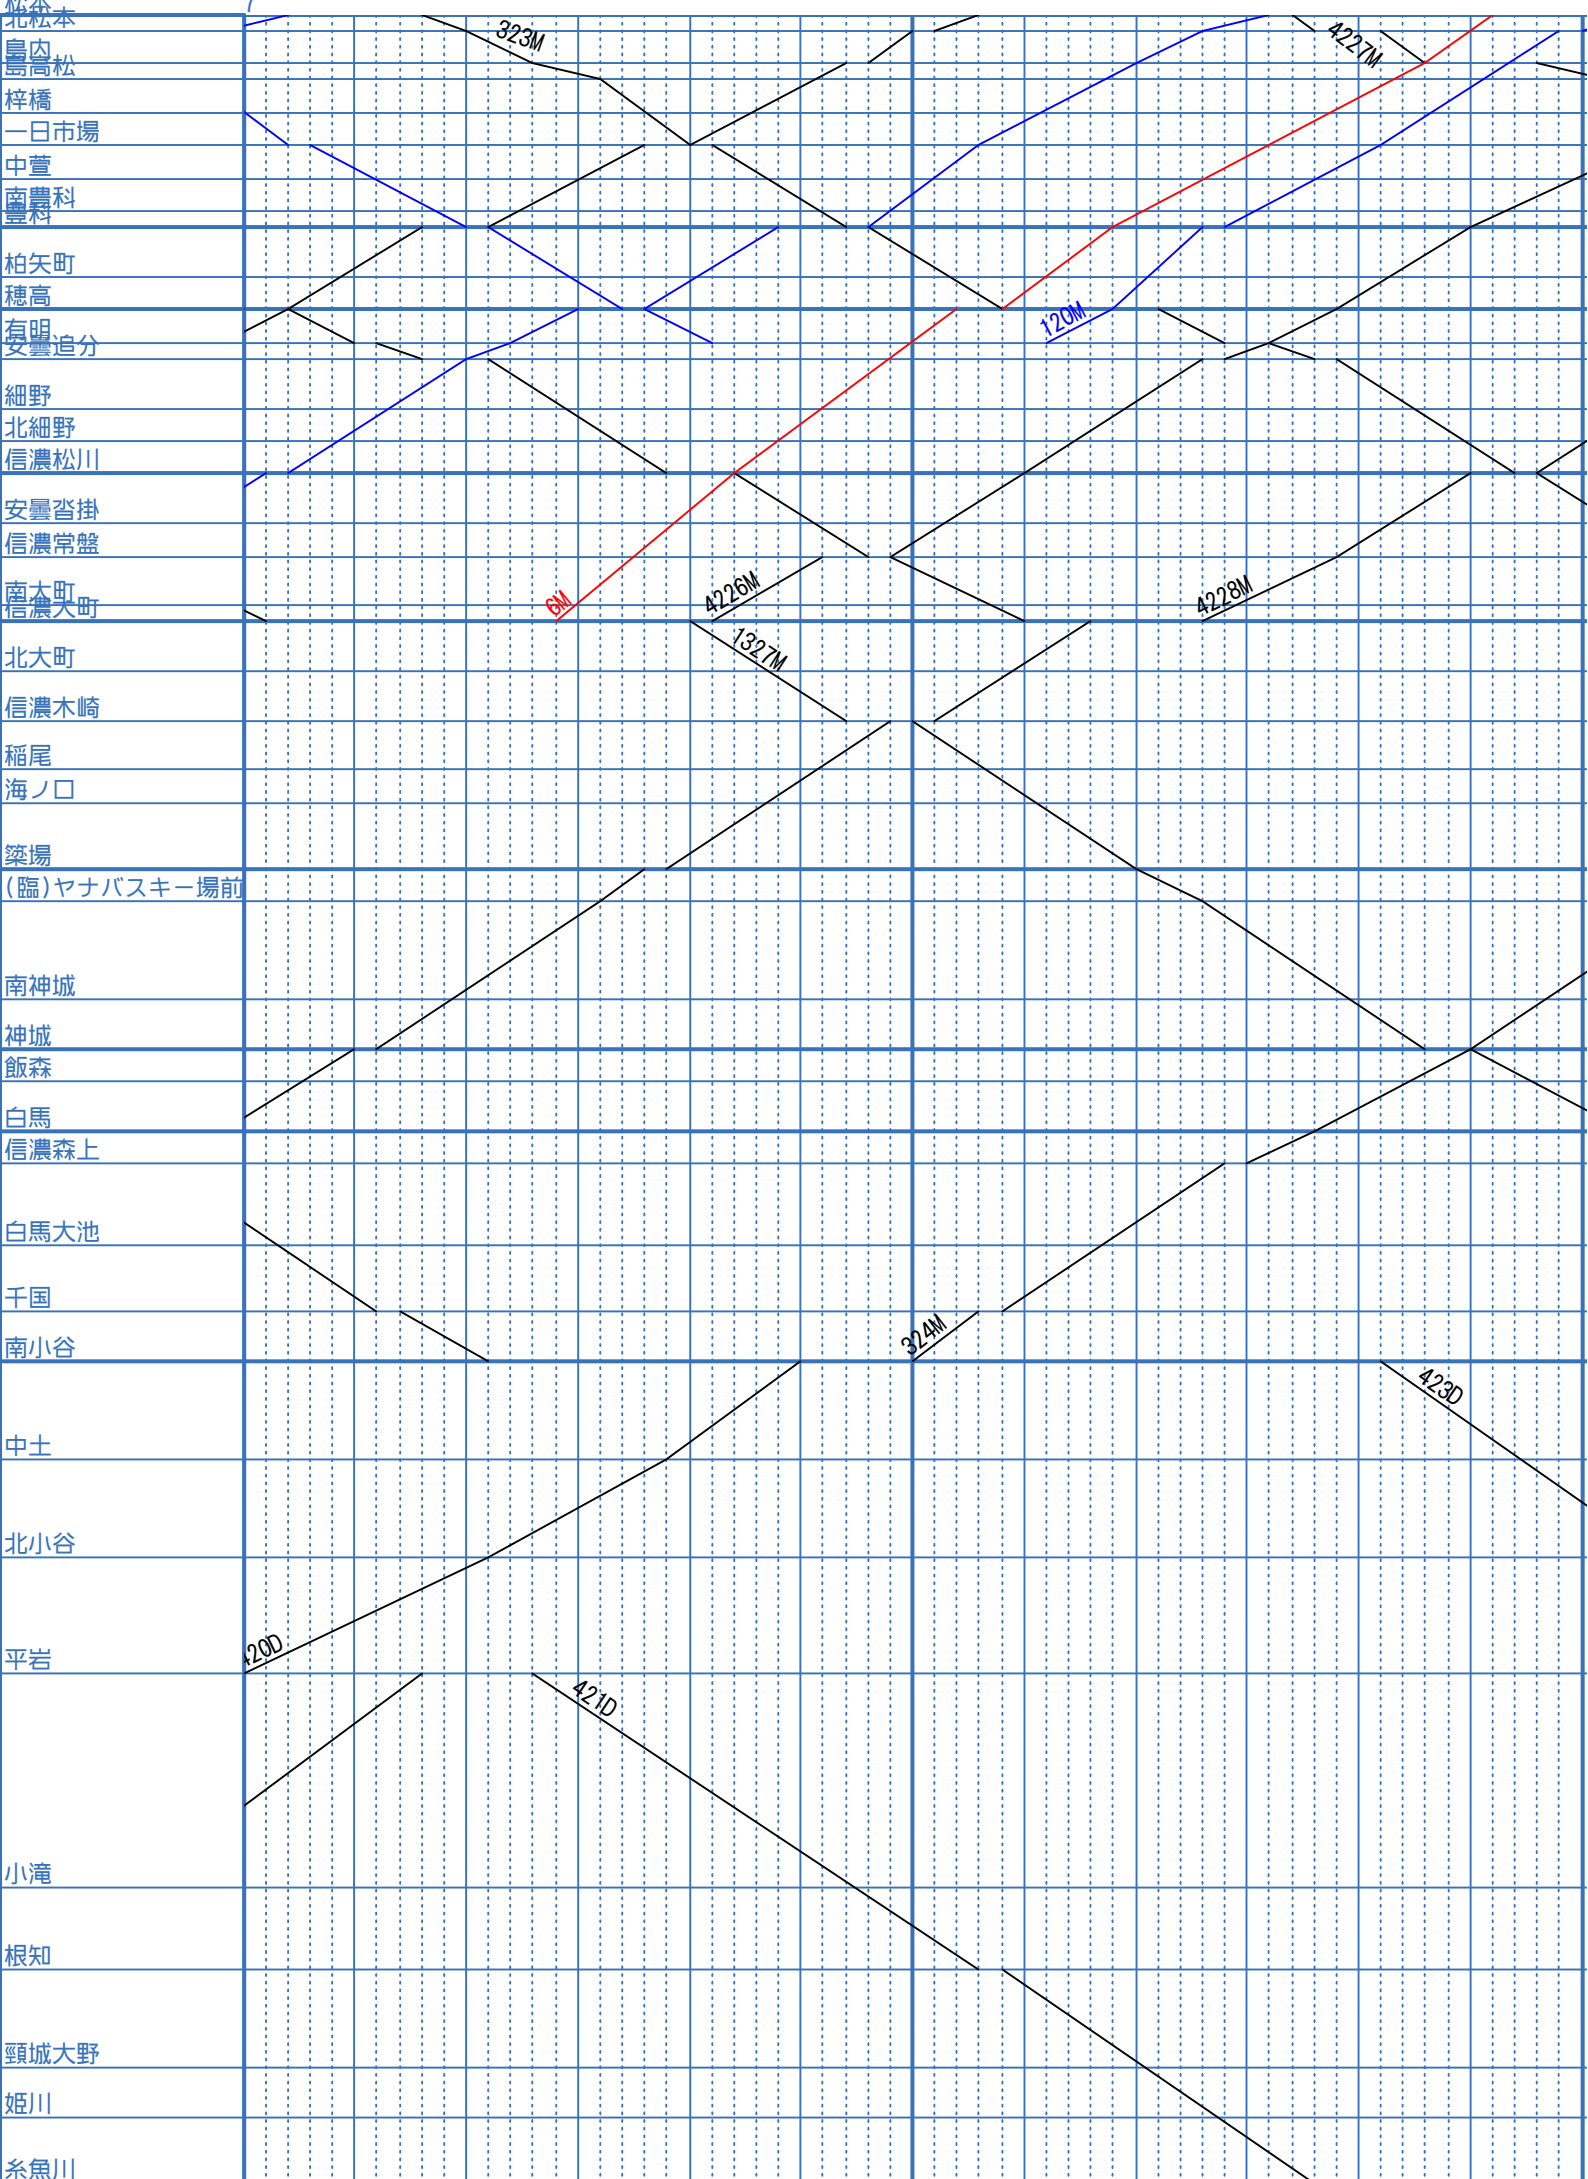 松本
7
北松本
島内
島高松
梓橋
一日市場
中萱
南豊科
豊科
柏矢町
穂高
有明
安曇追分
細野
北細野
信濃松川
安曇沓掛
信濃常盤
南大町
信濃大町
北大町
信濃木崎
稲尾
海ノ口
簗場
(臨)ヤナバスキー場前
南神城
神城
飯森
白馬
信濃森上
白馬大池
千国
南小谷
中土
北小谷
平岩
小滝
根知
頸城大野
姫川
糸魚川
323M
4227M
120M
6M
4226M
4228M
1327M
324M
423D
420D
421D